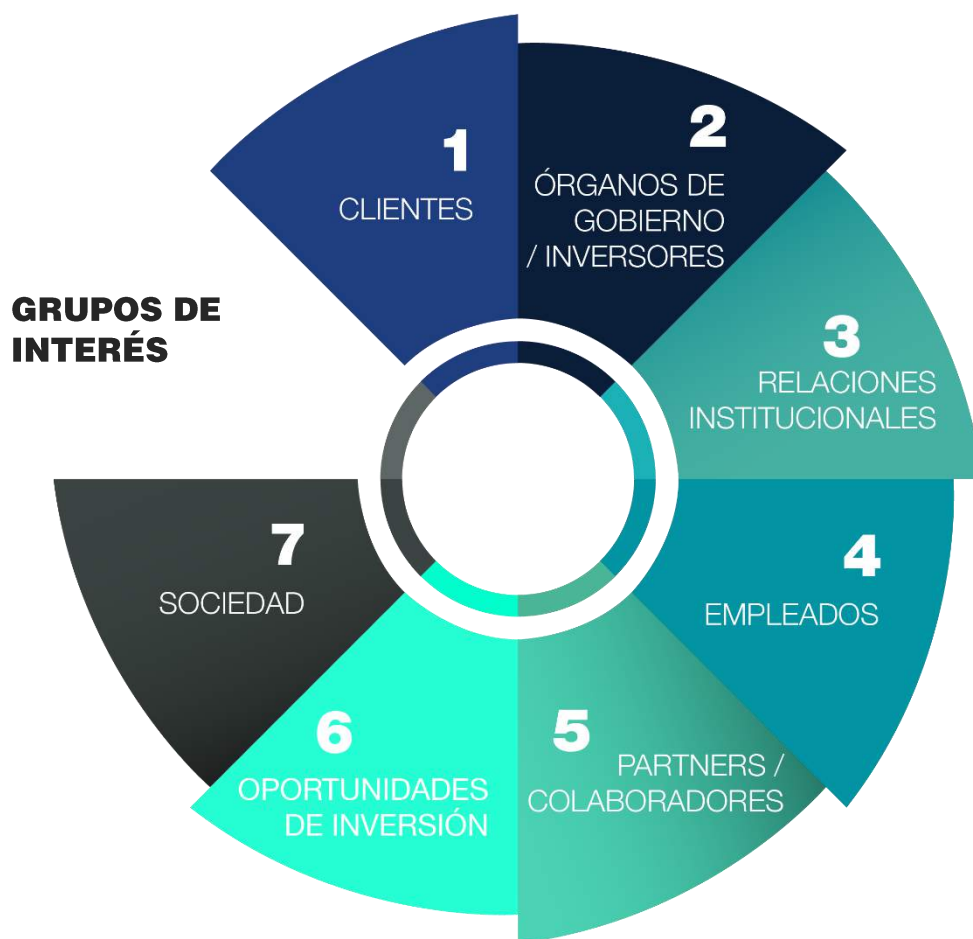 GRUPOS DE
INTERÉS
1
CLIENTES
2
ÓRGANOS DE
GOBIERNO
/ INVERSORES
3
RELACIONES
INSTITUCIONALES
4
EMPLEADOS
5
PARTNERS /
COLABORADORES
6
OPORTUNIDADES
DE INVERSIÓN
7
SOCIEDAD